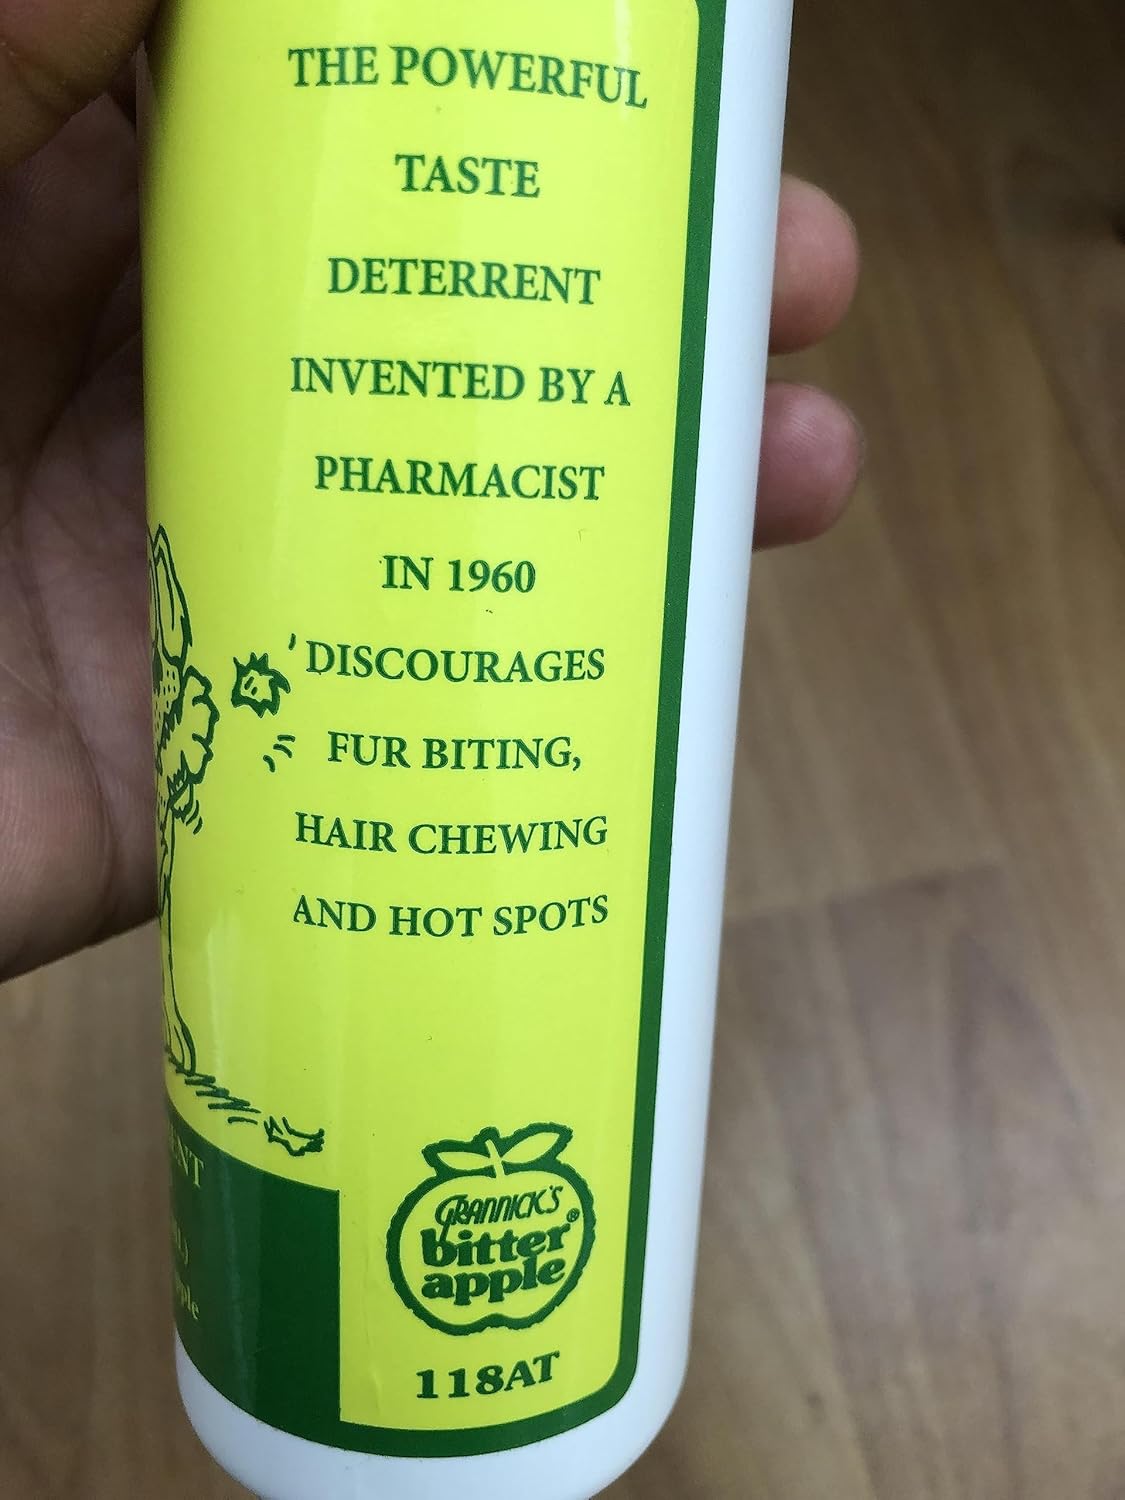 THE POWERFUL
TASTE
DETERRENT
INVENTED BY A
PHARMACIST
IN 1960
DISCOURAGES
FUR BITING,
HAIR CHEWING
AND HOT SPOTS
GRANNICK'S
bitter®
apple
118AT